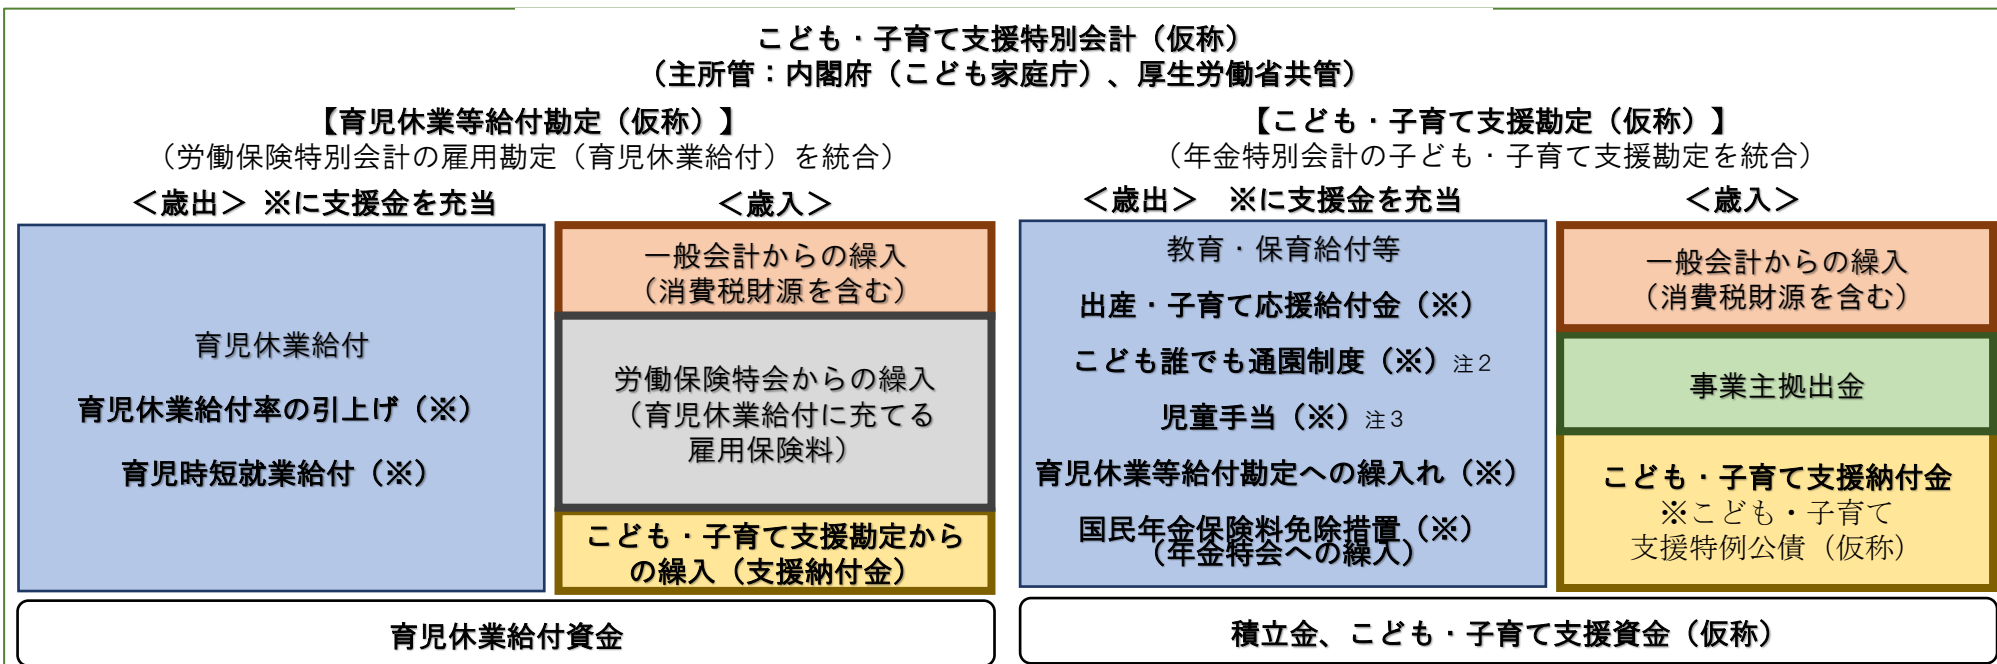 こども・子育て支援特別会計（仮称）
（主所管：内閣府（こども家庭庁）、厚生労働省共管）
【育児休業等給付勘定（仮称）】
（労働保険特別会計の雇用勘定（育児休業給付）を統合）
＜歳出＞ ※に支援金を充当
＜歳入＞
育児休業給付
育児休業給付率の引上げ（※）
育児時短就業給付（※）
一般会計からの繰入
（消費税財源を含む）
労働保険特会からの繰入
（育児休業給付に充てる
雇用保険料）
こども・子育て支援勘定から
の繰入（支援納付金）
育児休業給付資金
【こども・子育て支援勘定（仮称）】
（年金特別会計の子ども・子育て支援勘定を統合）
＜歳出＞ ※に支援金を充当
＜歳入＞
教育・保育給付等
出産・子育て応援給付金（※）
こども誰でも通園制度（※）注２
児童手当（※）注３
育児休業等給付勘定への繰入れ（※）
国民年金保険料免除措置（※）
（年金特会への繰入）
一般会計からの繰入
（消費税財源を含む）
事業主拠出金
こども・子育て支援納付金
※こども・子育て
支援特例公債（仮称）
積立金、こども・子育て支援資金（仮称）